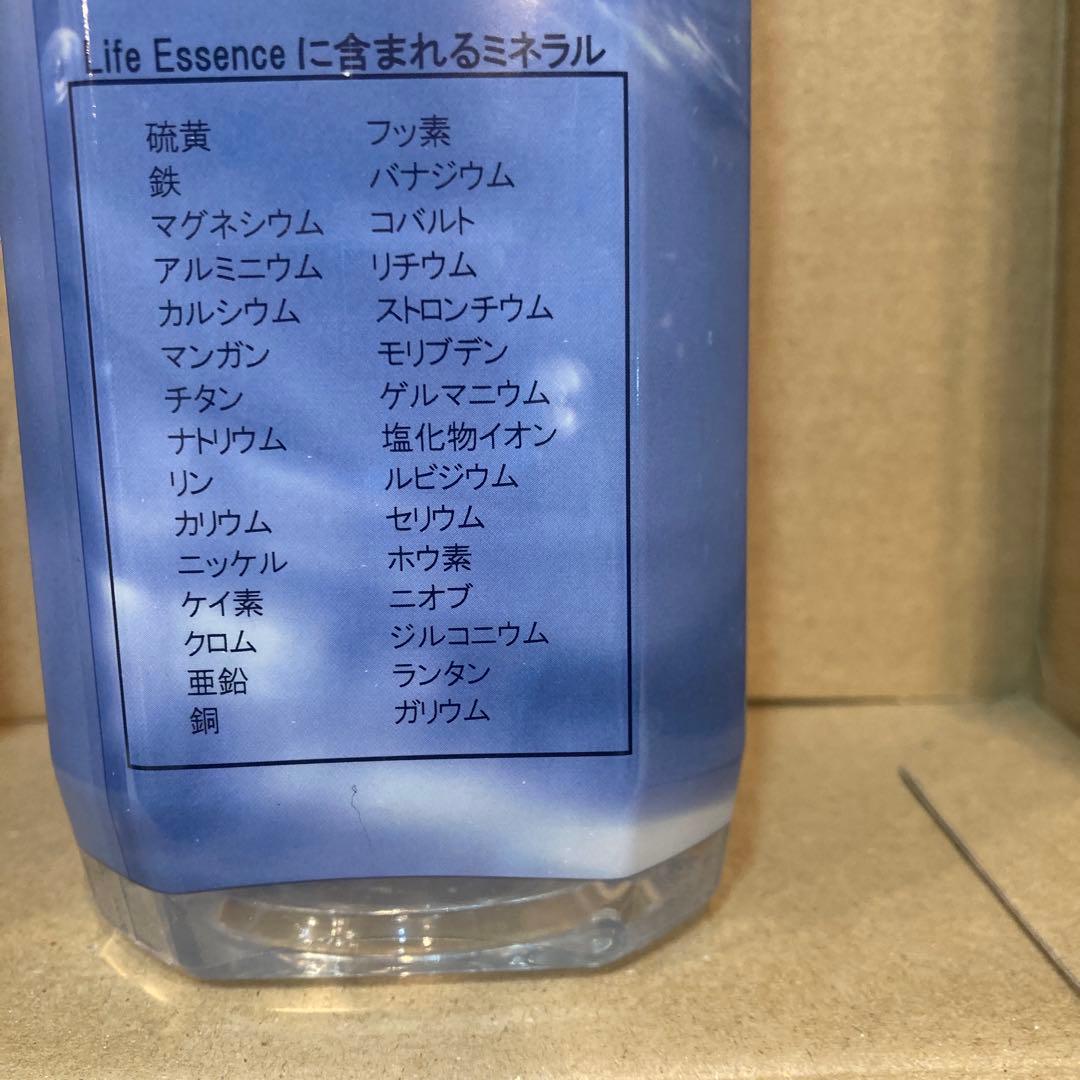 Life Essence に含まれるミネラル
硫黄
鉄
マグネシウム
アルミニウム
カルシウム
マンガン
チタン
ナトリウム
リン
カリウム
ニッケル
ケイ素
クロム
亜鉛
銅
フッ素
バナジウム
コバルト
リチウム
ストロンチウム
モリブデン
ゲルマニウム
塩化物イオン
ルビジウム
セリウム
ホウ素
ニオブ
ジルコニウム
ランタン
ガリウム